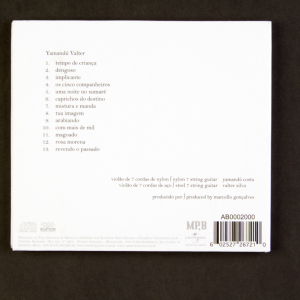 Yamandú Valter
1. tempo de criança
2. dengoso
3. implicante
4. os cinco companheiros
5. uma noite no sumaré
6. caprichos do destino
7. mistura e manda
8. tua imagem
9. arabiando
10. com mais de mil
11. magoado
12. rosa morena
13. revendo o passado
violão de 7 cordas de nylon | nylon 7 string guitar yamandú costa
violão de 7 cordas de aço | steel 7 string guitar valter silva
produzido por | produced by marcello gonçalves
AB0002000
MP,B
6 02527 26721 0